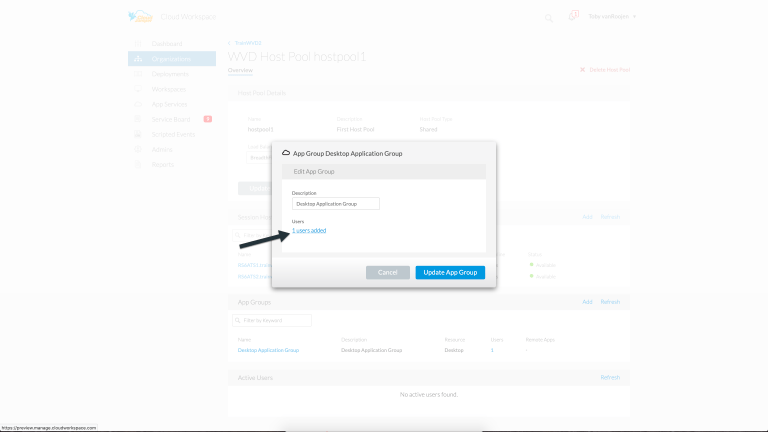 Cloud Workspace
Dashboard
Organizations
Deployments
Workspaces
App Services
Service Board
Scripted Events
Admins
Reports
WVD Host Pool hostpool1
Overview
Delete Host Pool
Host Pool Details
Name
Description
Host Pool Type
hostpool1
First Host Pool
Shared
App Group Desktop Application Group
Edit App Group
Description
Desktop Application Group
Users
1 users added
Cancel
Update App Group
Add Refresh
Name
Status
Available
Available
App Groups
Add Refresh
Filter by keyword
Name Description Resource Users Remote Apps
Desktop Application Group Desktop Application Group Desktop 1 -
Active Users
Refresh
No active users found.
https://preview.manage.cloudworkspace.com